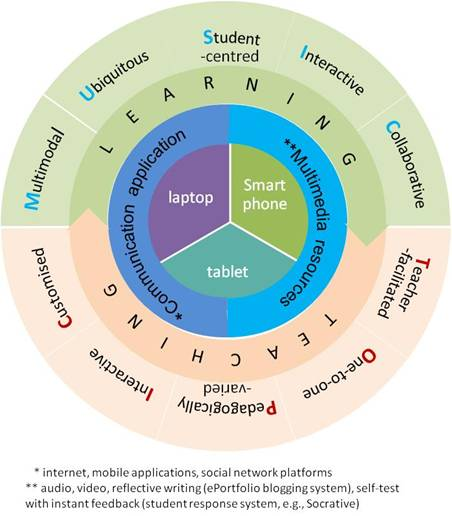 Multimodal
Ubiquitous
Student
-centred
Interactive
Collaborative
LEARNING
*Communication application
**Multimedia resources
laptop
Smart
phone
tablet
TEACHING
Customised
Interactive
Pedagogically
-varied
One-to-one
Teacher
-facilitated
* internet, mobile applications, social network platforms
** audio, video, reflective writing (ePortfolio blogging system), self-test
with instant feedback (student response system, e.g., Socrative)